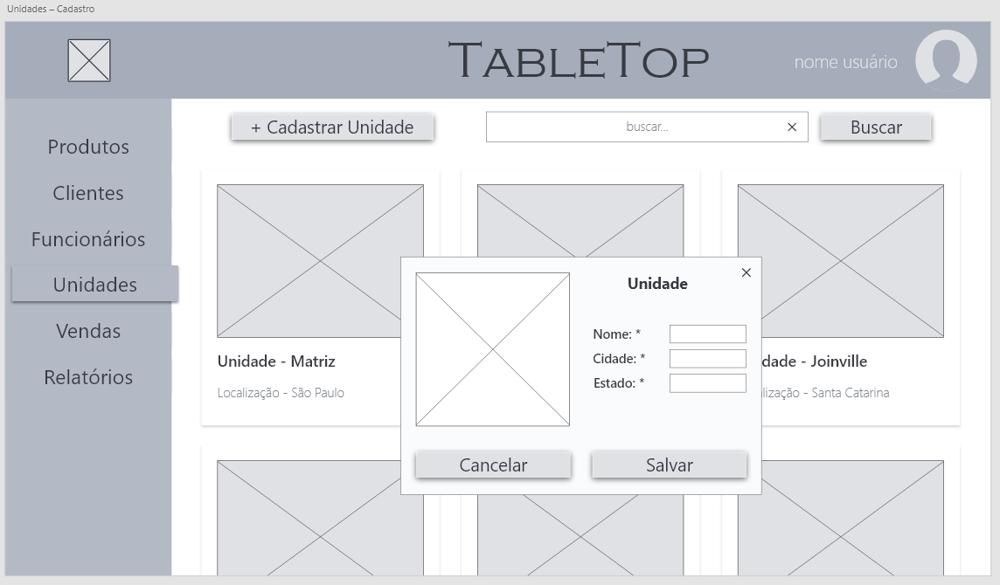 Unidades – Cadastro
TableTop
nome usuário
Produtos
Clientes
Funcionários
Unidades
Vendas
Relatórios
+ Cadastrar Unidade
buscar...
Buscar
Unidade - Matriz
Localização - São Paulo
dade - Joinville
lização - Santa Catarina
Unidade
Nome: *
Cidade: *
Estado: *
Cancelar
Salvar